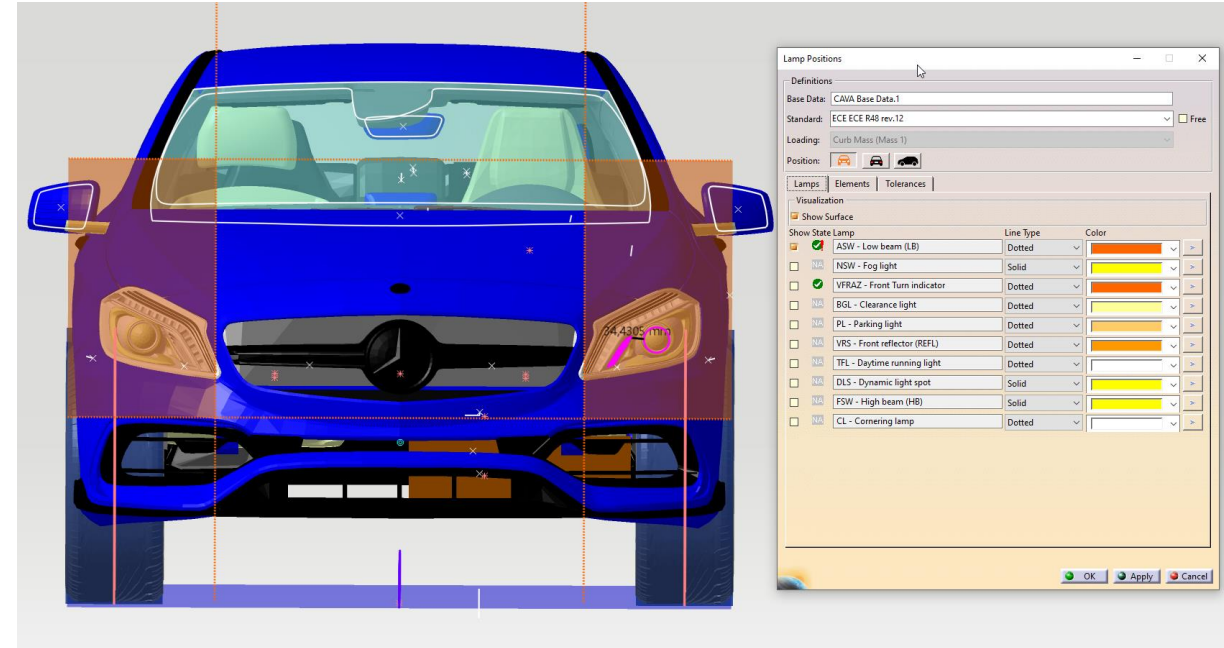 Lamp Positions
Definitions
Base Data: CAVA Base Data.1
Standard: ECE ECE R48 rev.12 Free
Loading: Curb Mass (Mass 1)
Position:
Lamps Elements Tolerances
Visualization
Show Surface
Show State Lamp Line Type Color
ASW - Low beam (LB) Dotted >
NA NSW - Fog light Solid >
VFRAZ - Front Turn indicator Dotted >
NA BGL - Clearance light Dotted >
NA PL - Parking light Dotted >
NA VRS - Front reflector (REFL) Dotted >
NA TFL - Daytime running light Dotted >
NA DLS - Dynamic light spot Solid >
NA FSW - High beam (HB) Solid >
NA CL - Cornering lamp Dotted >
34,4305 mm
OK Apply Cancel